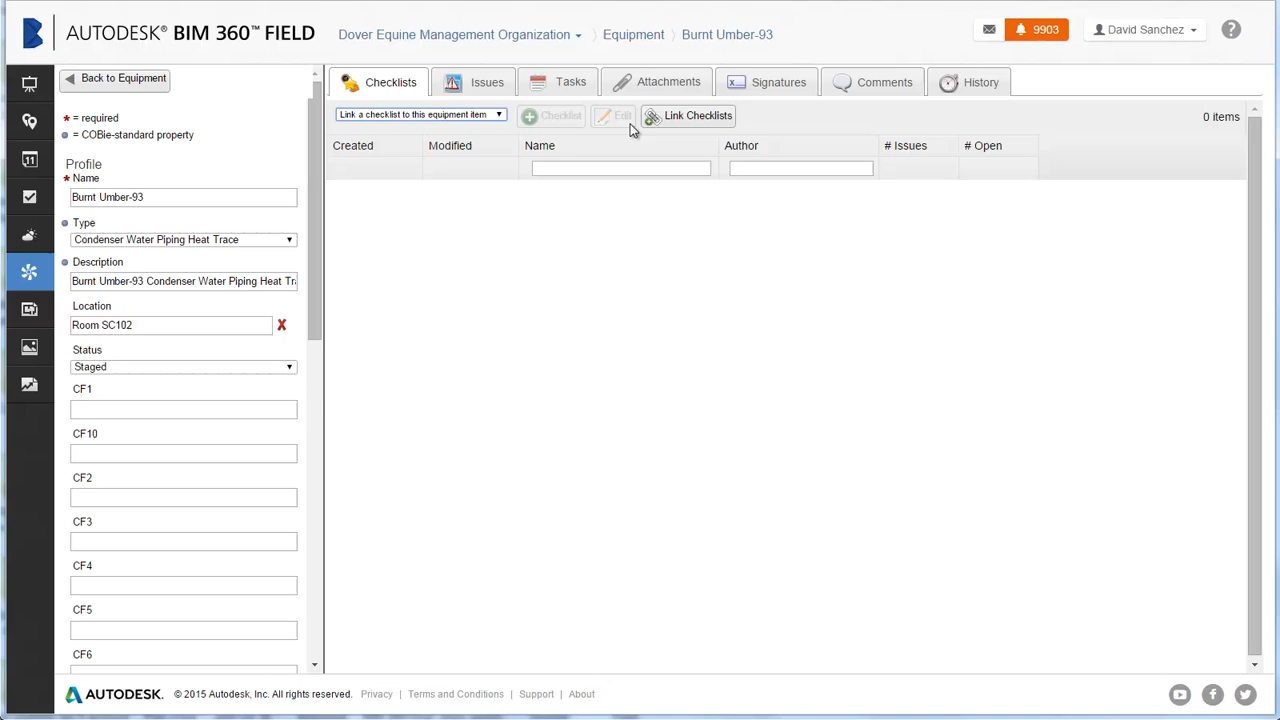 AUTODESK® BIM 360™ FIELD
Dover Equine Management Organization
Equipment
Burnt Umber-93
9903
David Sanchez
?
11
Back to Equipment
* = required
= COBie-standard property
Profile
* Name
Burnt Umber-93
Type
Condenser Water Piping Heat Trace
Description
Burnt Umber-93 Condenser Water Piping Heat Tra
Location
Room SC102
X
Status
Staged
CF1
CF10
CF2
CF3
CF4
CF5
CF6
Checklists
Issues
Tasks
Attachments
Signatures
Comments
History
Link a checklist to this equipment item
Checklist
Edit
Link Checklists
0 items
Created
Modified
Name
Author
# Issues
# Open
AUTODESK.
© 2015 Autodesk, Inc. All rights reserved.
Privacy | Terms and Conditions | Support | About